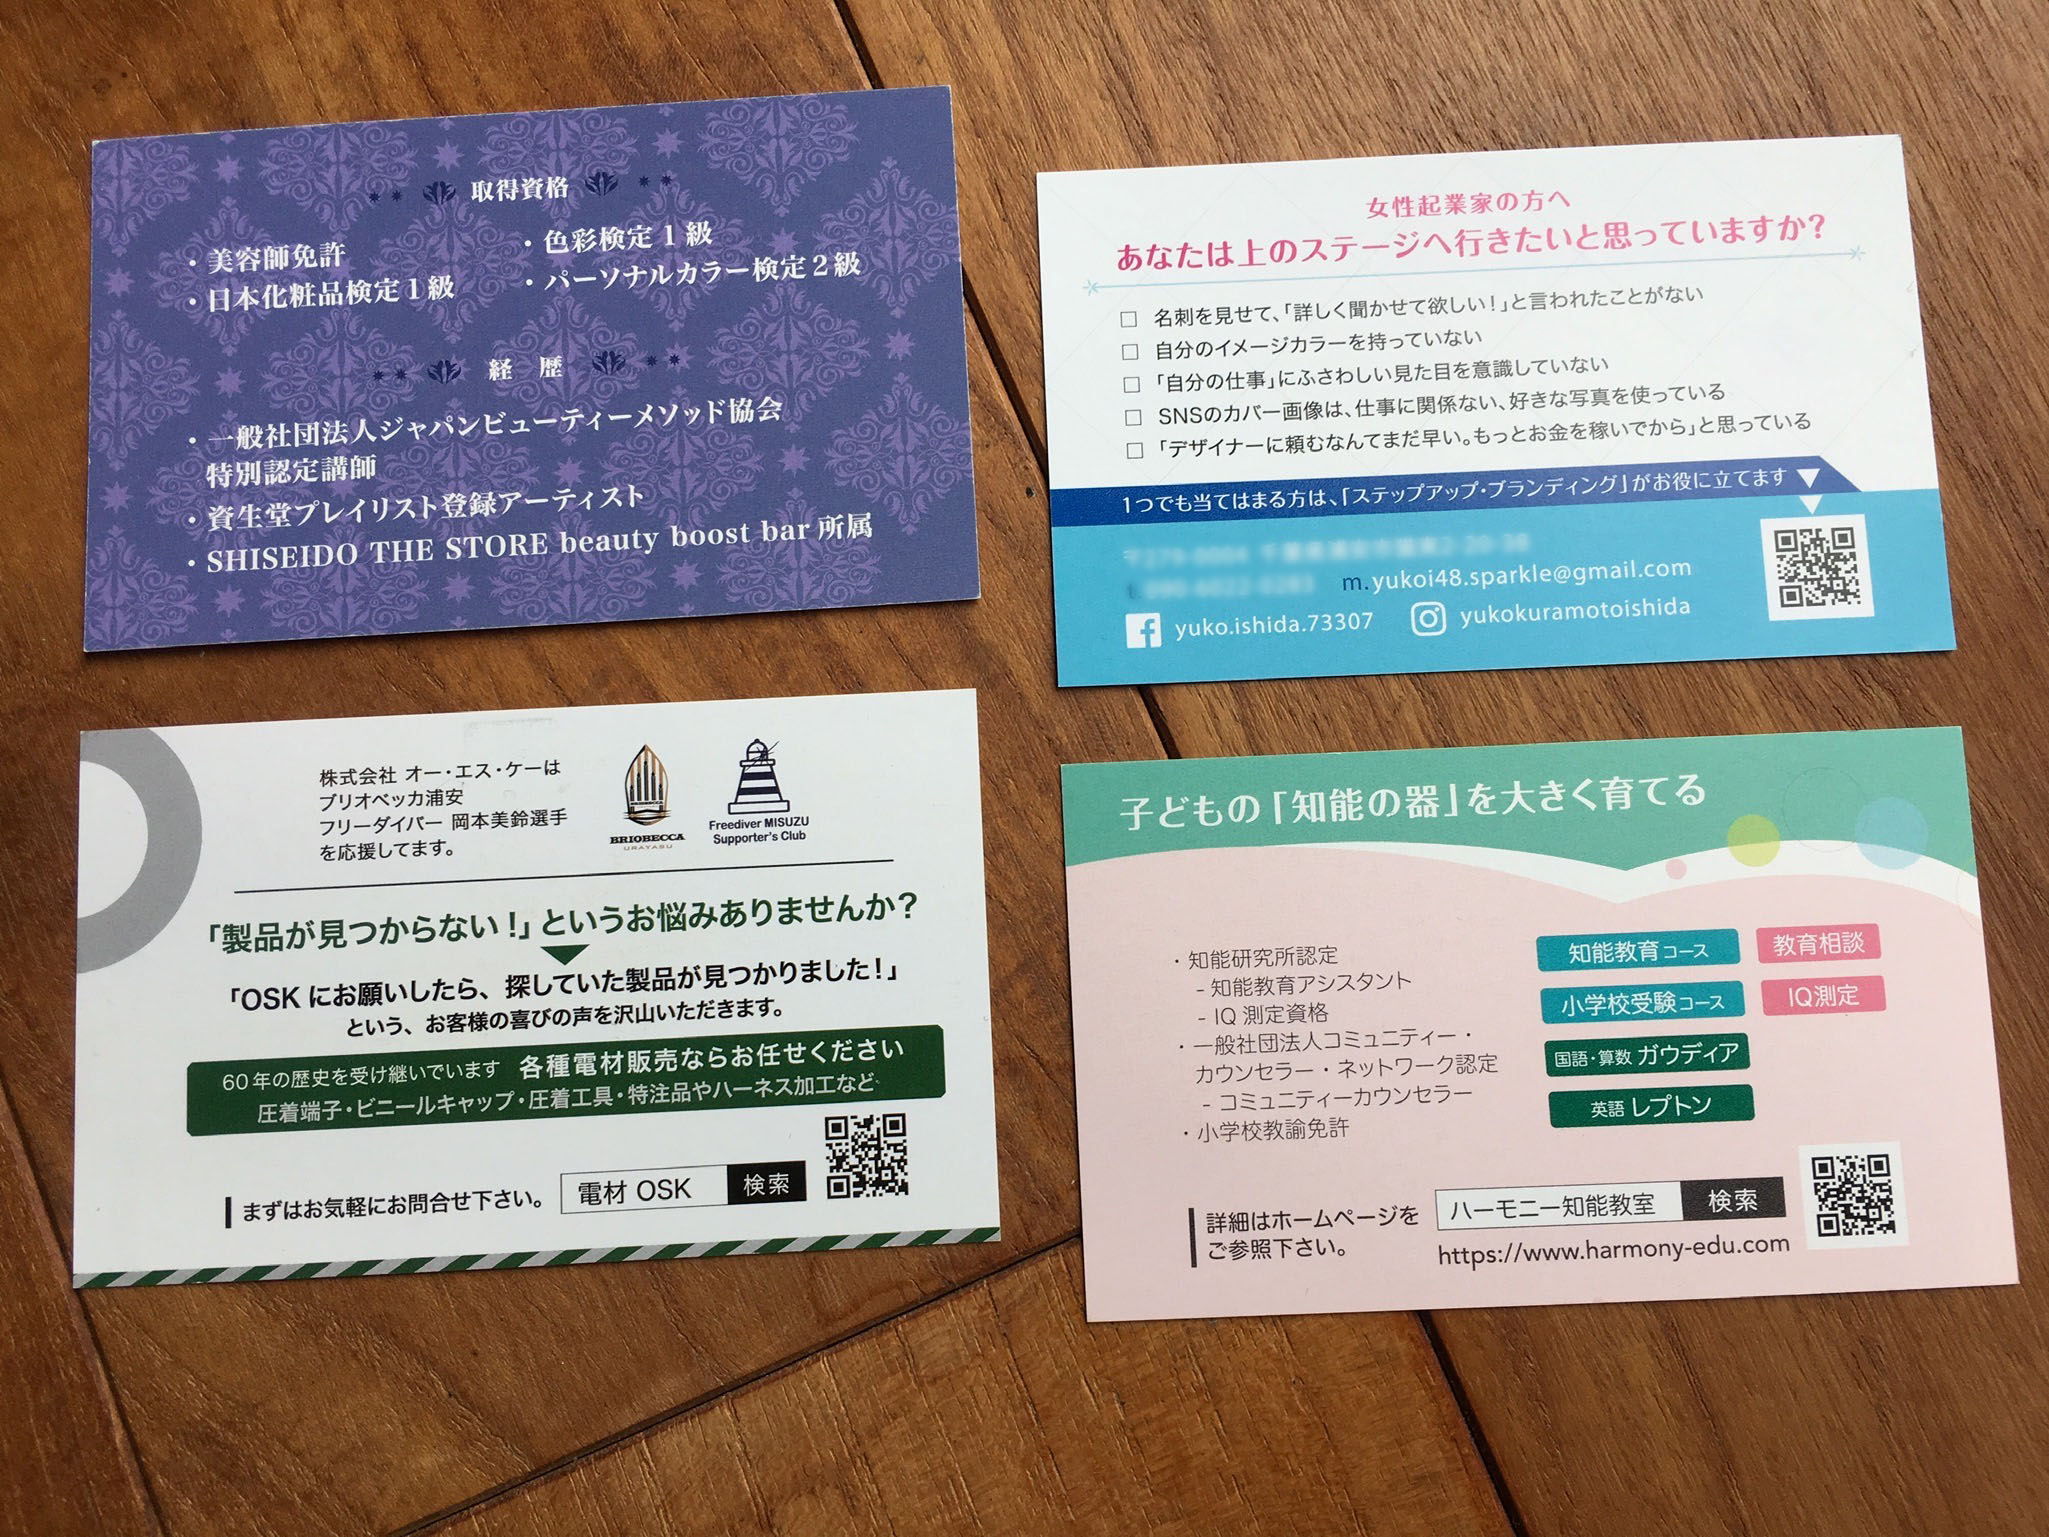 取得資格
・美容師免許
・日本化粧品検定1級
・色彩検定1級
・パーソナルカラー検定2級
経 歴
・一般社団法人ジャパンビューティーメソッド協会
特別認定講師
・資生堂プレイリスト登録アーティスト
・SHISEIDO THE STORE beauty boost bar 所属
女性起業家の方へ
あなたは上のステージへ行きたいと思っていますか?
□ 名刺を見せて、「詳しく聞かせて欲しい!」と言われたことがない
□ 自分のイメージカラーを持っていない
□ 「自分の仕事」にふさわしい見た目を意識していない
□ SNSのカバー画像は、仕事に関係ない、好きな写真を使っている
□ 「デザイナーに頼むなんてまだ早い。もっとお金を稼いでから」と思っている
1つでも当てはまる方は、「ステップアップ・ブランディング」がお役に立てます▼
m.yukoi48.sparkle@gmail.com
yuko.ishida.73307
yukokuramotoishida
株式会社 オー・エス・ケーは
ブリオベッカ浦安
フリーダイバー 岡本美鈴選手
を応援してます。
BRIOBECCA
URAYASU
Freediver MISUZU
Supporter's Club
「製品が見つからない!」というお悩みありませんか?
「OSK にお願いしたら、探していた製品が見つかりました!」
という、お客様の喜びの声を沢山いただきます。
60年の歴史を受け継いでいます 各種電材販売ならお任せください
圧着端子・ビニールキャップ・圧着工具・特注品やハーネス加工など
まずはお気軽にお問合せ下さい。
電材 OSK 検索
子どもの「知能の器」を大きく育てる
・知能研究所認定
- 知能教育アシスタント
- IQ 測定資格
・一般社団法人コミュニティー・
カウンセラー・ネットワーク認定
- コミュニティーカウンセラー
・小学校教諭免許
知能教育コース
教育相談
小学校受験コース
IQ測定
国語・算数 ガウディア
英語 レプトン
詳細はホームページを
ご参照下さい。
ハーモニー知能教室 検索
https://www.harmony-edu.com